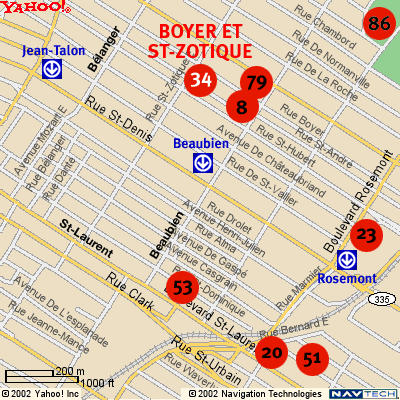 YAHOO!
BOYER ET
ST-ZOTIQUE
86
Rue Chambord
Jean-Talon
Bélanger
Rue De Normanville
Rue De La Roche
Rue St-Zotique
34
79
8
Rue Boyer
Rue St-Denis
Rue St-Hubert
Rue St-André
Avenue Mozart E
Rue Bélanger
Rue Dante
Beaubien
Avenue De Châteaubriand
Rue De St-Vallier
Boulevard Rosemont
Rue Drolet
Avenue Henri-Julien
Rue Alma
St-Laurent
Beaubien
Avenue De Gaspé
Avenue Casgrain
23
Rosemont
53
-Dominique
Rue Clark
Boulevard St-Laure
Rue Marmier
335
Avenue De L'esplanade
Rue Jeanne-Mance
Rue Bernard E
Rue St-Urbain
20
51
Rue Waverly
200 m
1000 ft
©2002 Yahoo! Inc
©2002 Navigation Technologies
NAVTECH